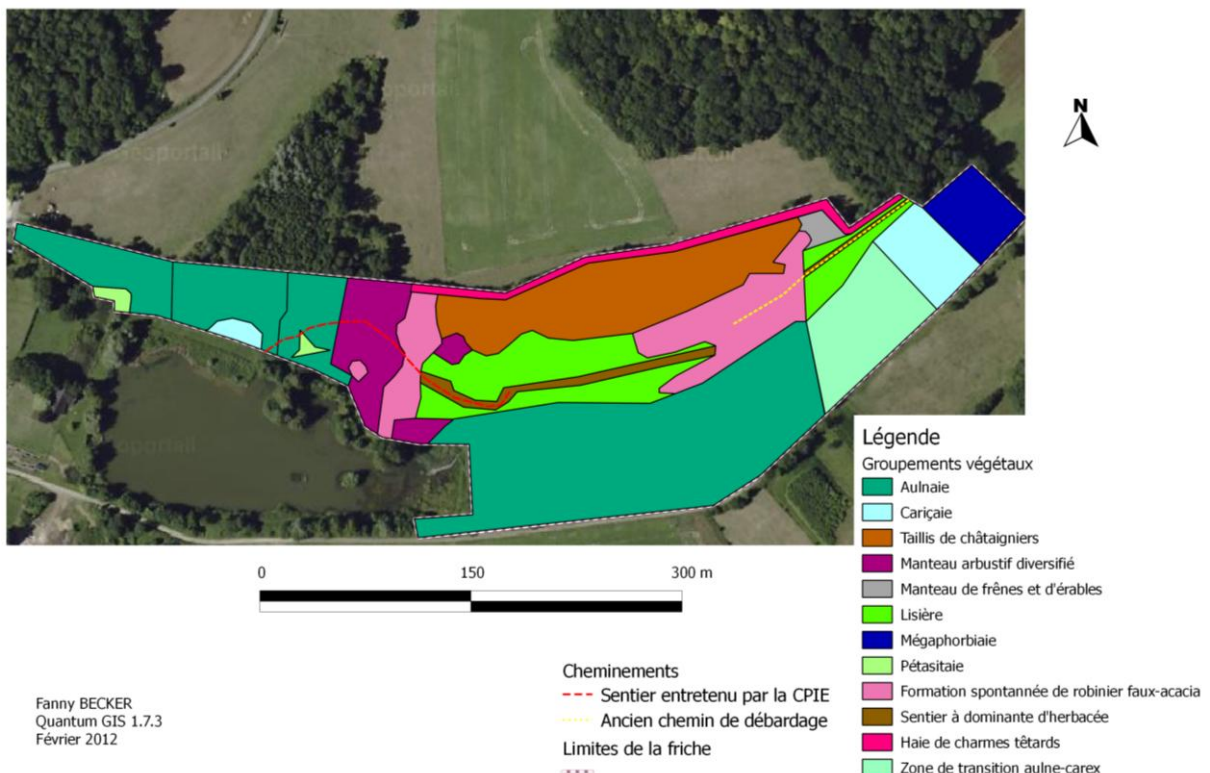 N
0 150 300 m
Légende
Groupements végétaux
Aulnaie
Cariçaie
Taillis de châtaigniers
Manteau arbustif diversifié
Manteau de frênes et d'érables
Lisière
Mégaphorbiaie
Pétasitaie
Formation spontannée de robinier faux-acacia
Sentier à dominante d'herbacée
Haie de charmes têtards
Zone de transition aulne-carex
Cheminements
Sentier entretenu par la CPIE
Ancien chemin de débardage
Limites de la friche
Fanny BECKER
Quantum GIS 1.7.3
Février 2012